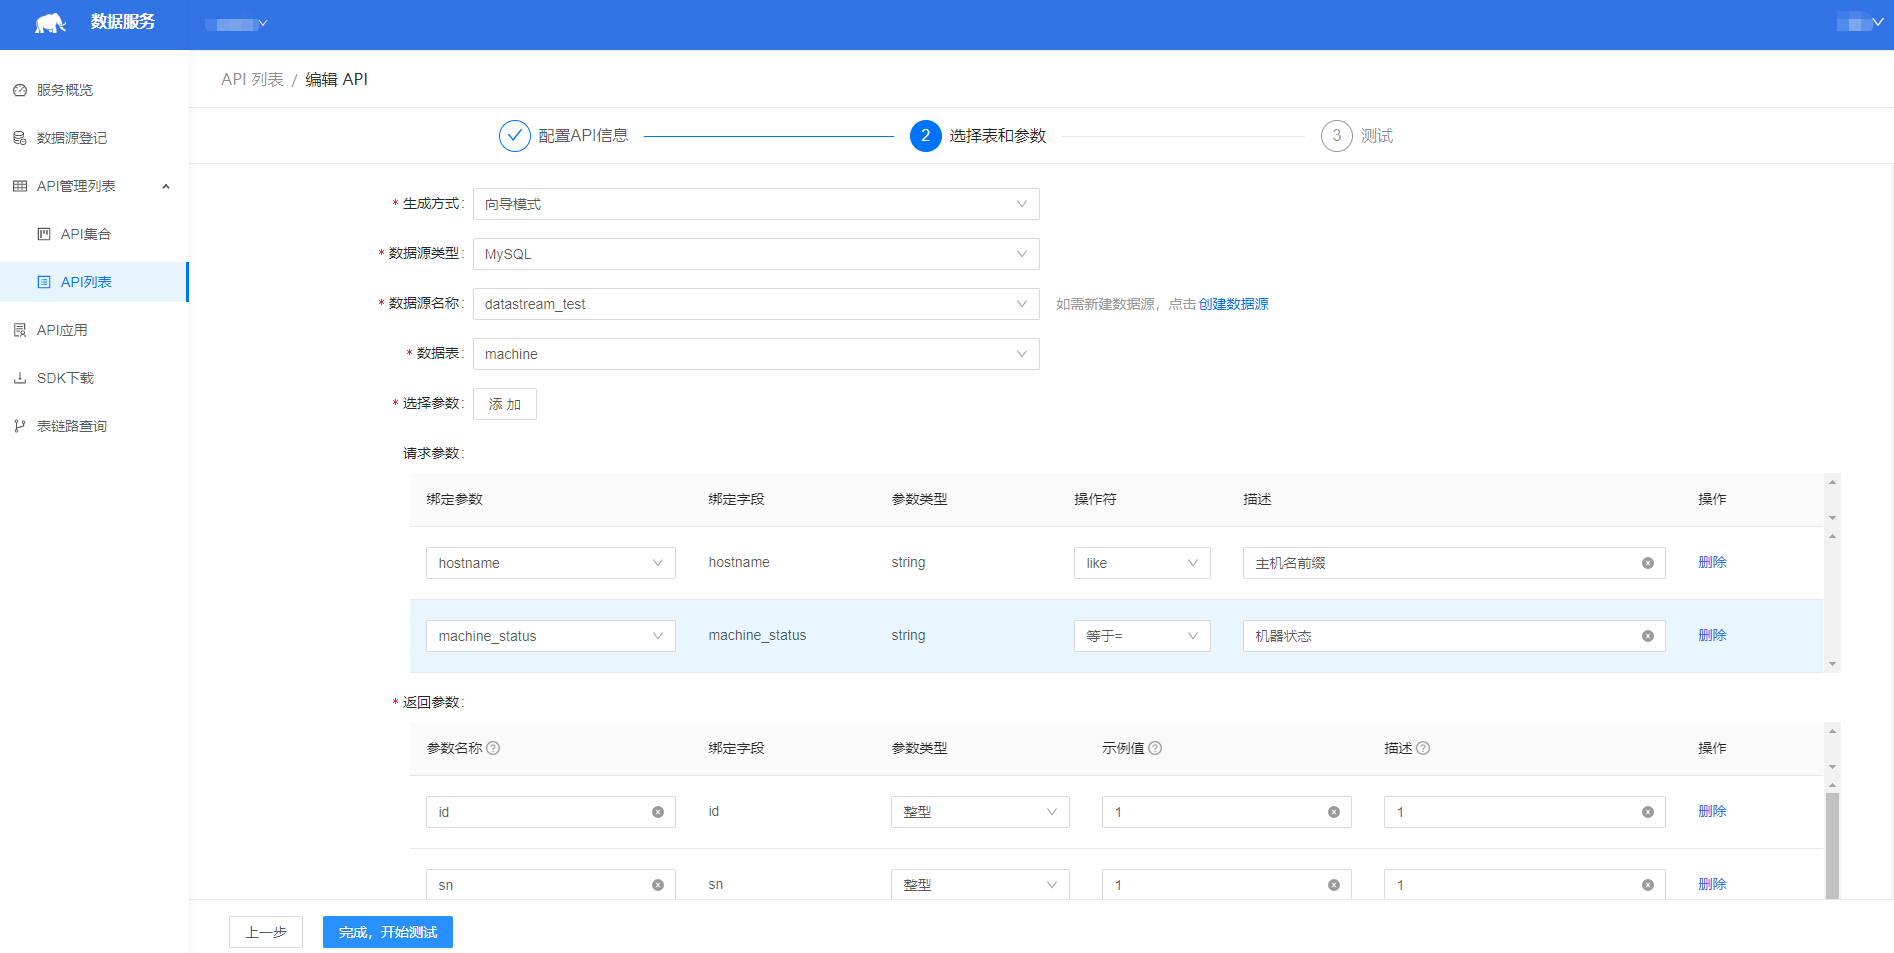 数据服务
服务概览
数据源登记
API管理列表
API集合
API列表
API应用
SDK下载
表链路查询
API 列表 / 编辑 API
配置API信息
2 选择表和参数
3 测试
* 生成方式: 向导模式
* 数据源类型: MySQL
* 数据源名称: datastream_test 如需新建数据源，点击 创建数据源
* 数据表: machine
* 选择参数: 添 加
请求参数:
绑定参数 绑定字段 参数类型 操作符 描述 操作
hostname hostname string like 主机名前缀 删除
machine_status machine_status string 等于= 机器状态 删除
* 返回参数:
参数名称 绑定字段 参数类型 示例值 描述 操作
id id 整型 1 1 删除
sn sn 整型 1 1 删除
上一步 完成，开始测试